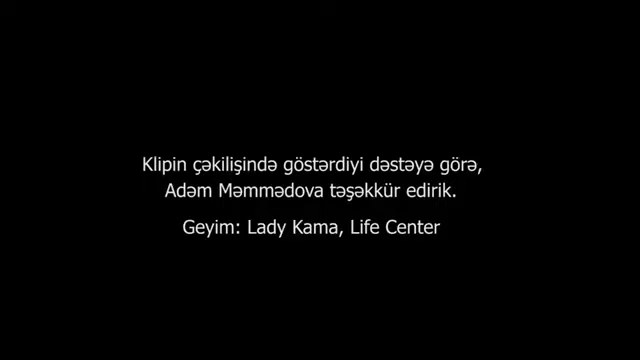 Klipin çəkilişində göstərdiyi dəstəyə görə,
Adəm Məmmədova təşəkkür edirik.
Geyim: Lady Kama, Life Center